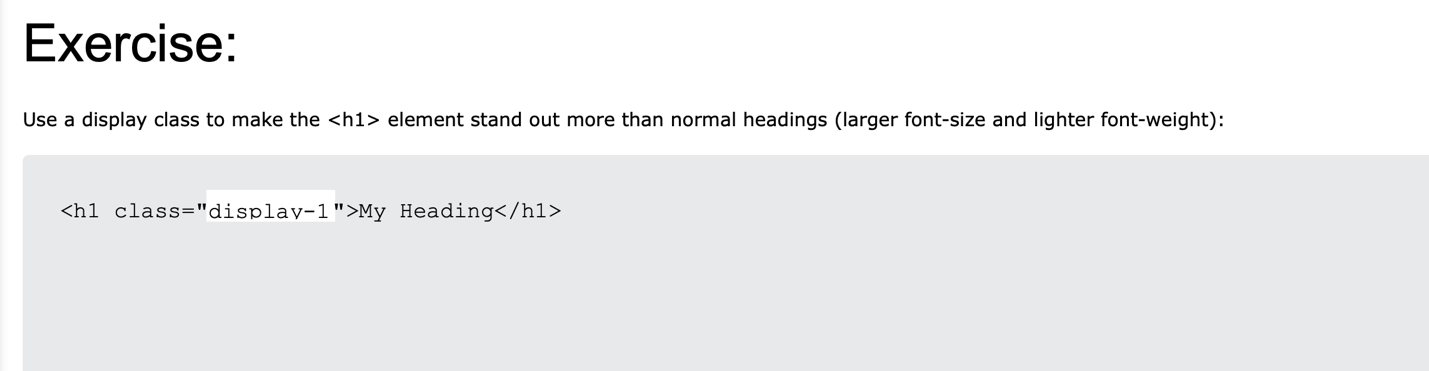 Exercise:
Use a display class to make the <h1> element stand out more than normal headings (larger font-size and lighter font-weight):
<h1 class="display-1">My Heading</h1>